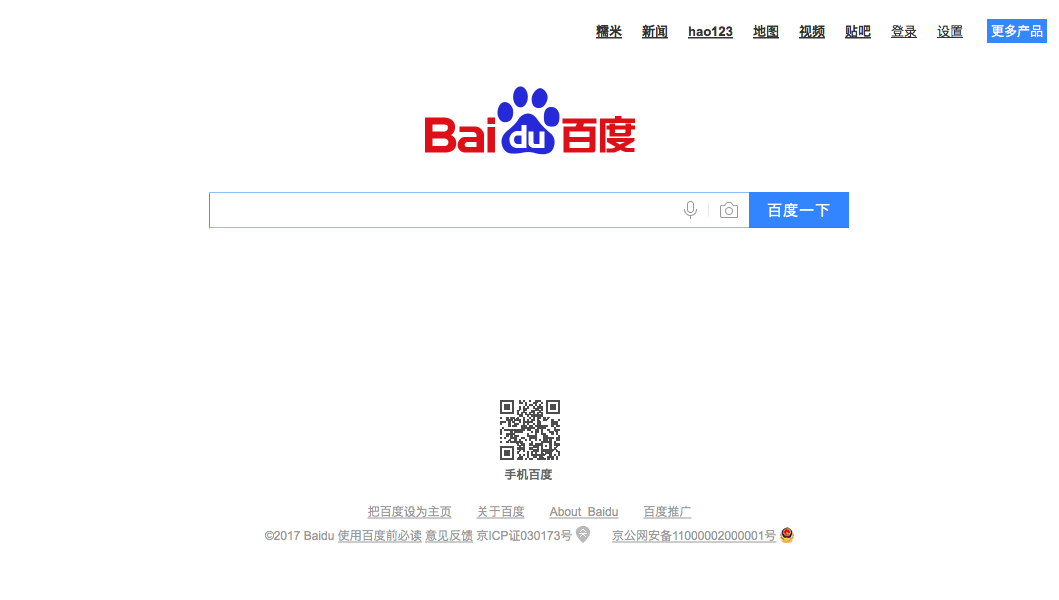 糯米 新闻 hao123 地图 视频 贴吧 登录 设置 更多产品
Bai du 百度
百度一下
手机百度
把百度设为主页 关于百度 About Baidu 百度推广
©2017 Baidu 使用百度前必读 意见反馈 京ICP证030173号 京公网安备11000002000001号